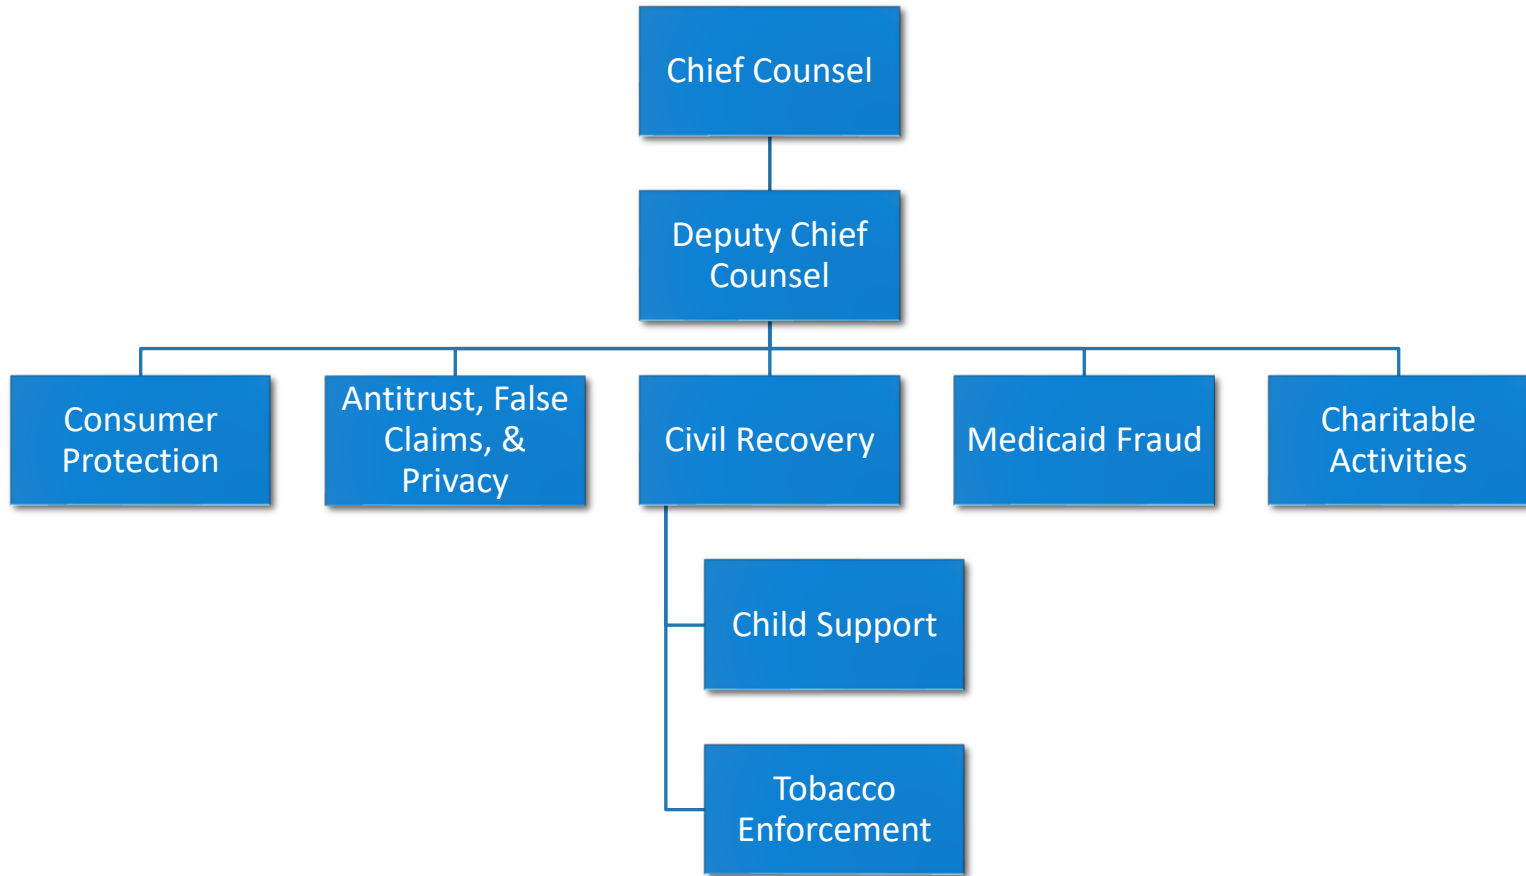 Chief Counsel
Deputy Chief
Counsel
Consumer
Protection
Antitrust, False
Claims, &
Privacy
Civil Recovery
Medicaid Fraud
Charitable
Activities
Child Support
Tobacco
Enforcement